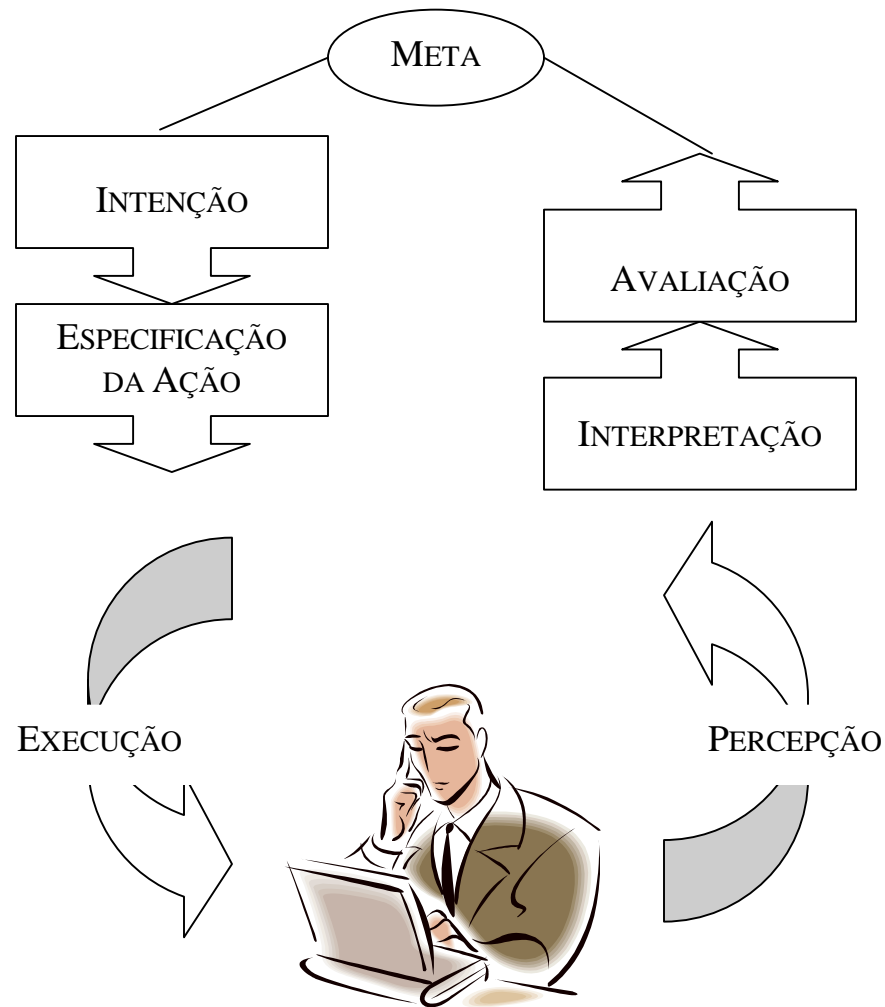 META
INTENÇÃO
ESPECIFICAÇÃO
DA AÇÃO
AVALIAÇÃO
INTERPRETAÇÃO
EXECUÇÃO
PERCEPÇÃO